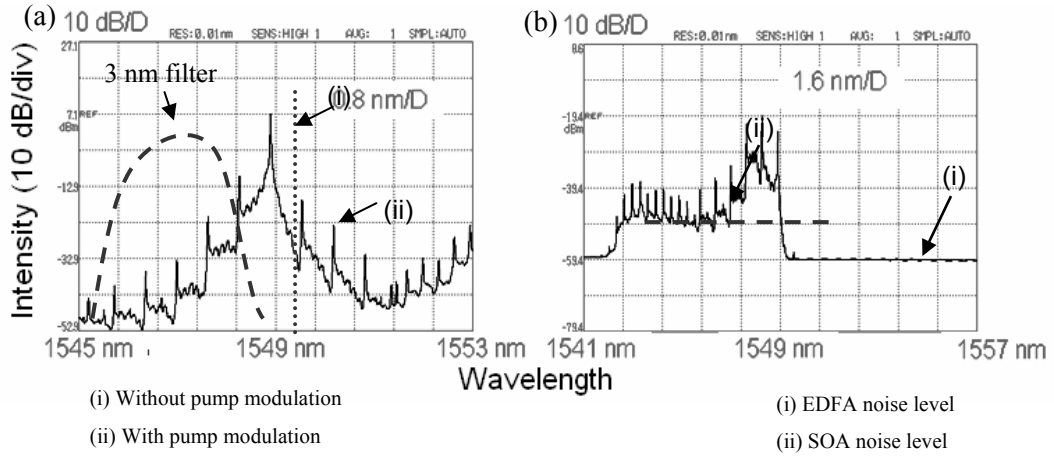 (a)
10 dB/D
RES:0.01nm SENS:HIGH 1 AVG: 1 SMPL:AUTO
27.1
3 nm filter
(i)
.8 nm/D
7.1
REF
dBm
-12.9
(ii)
-32.9
-52.9
1545 nm
1549 nm
1553 nm
Intensity (10 dB/div)
(b)
10 dB/D
RES:0.01nm SENS:HIGH 1 AVG: 1 SMPL:AUTO
8.6
1.6 nm/D
-19.4
REF
dBm
(ii)
(i)
-39.4
-59.4
-79.4
1541 nm
1549 nm
1557 nm
Wavelength
(i) Without pump modulation
(ii) With pump modulation
(i) EDFA noise level
(ii) SOA noise level